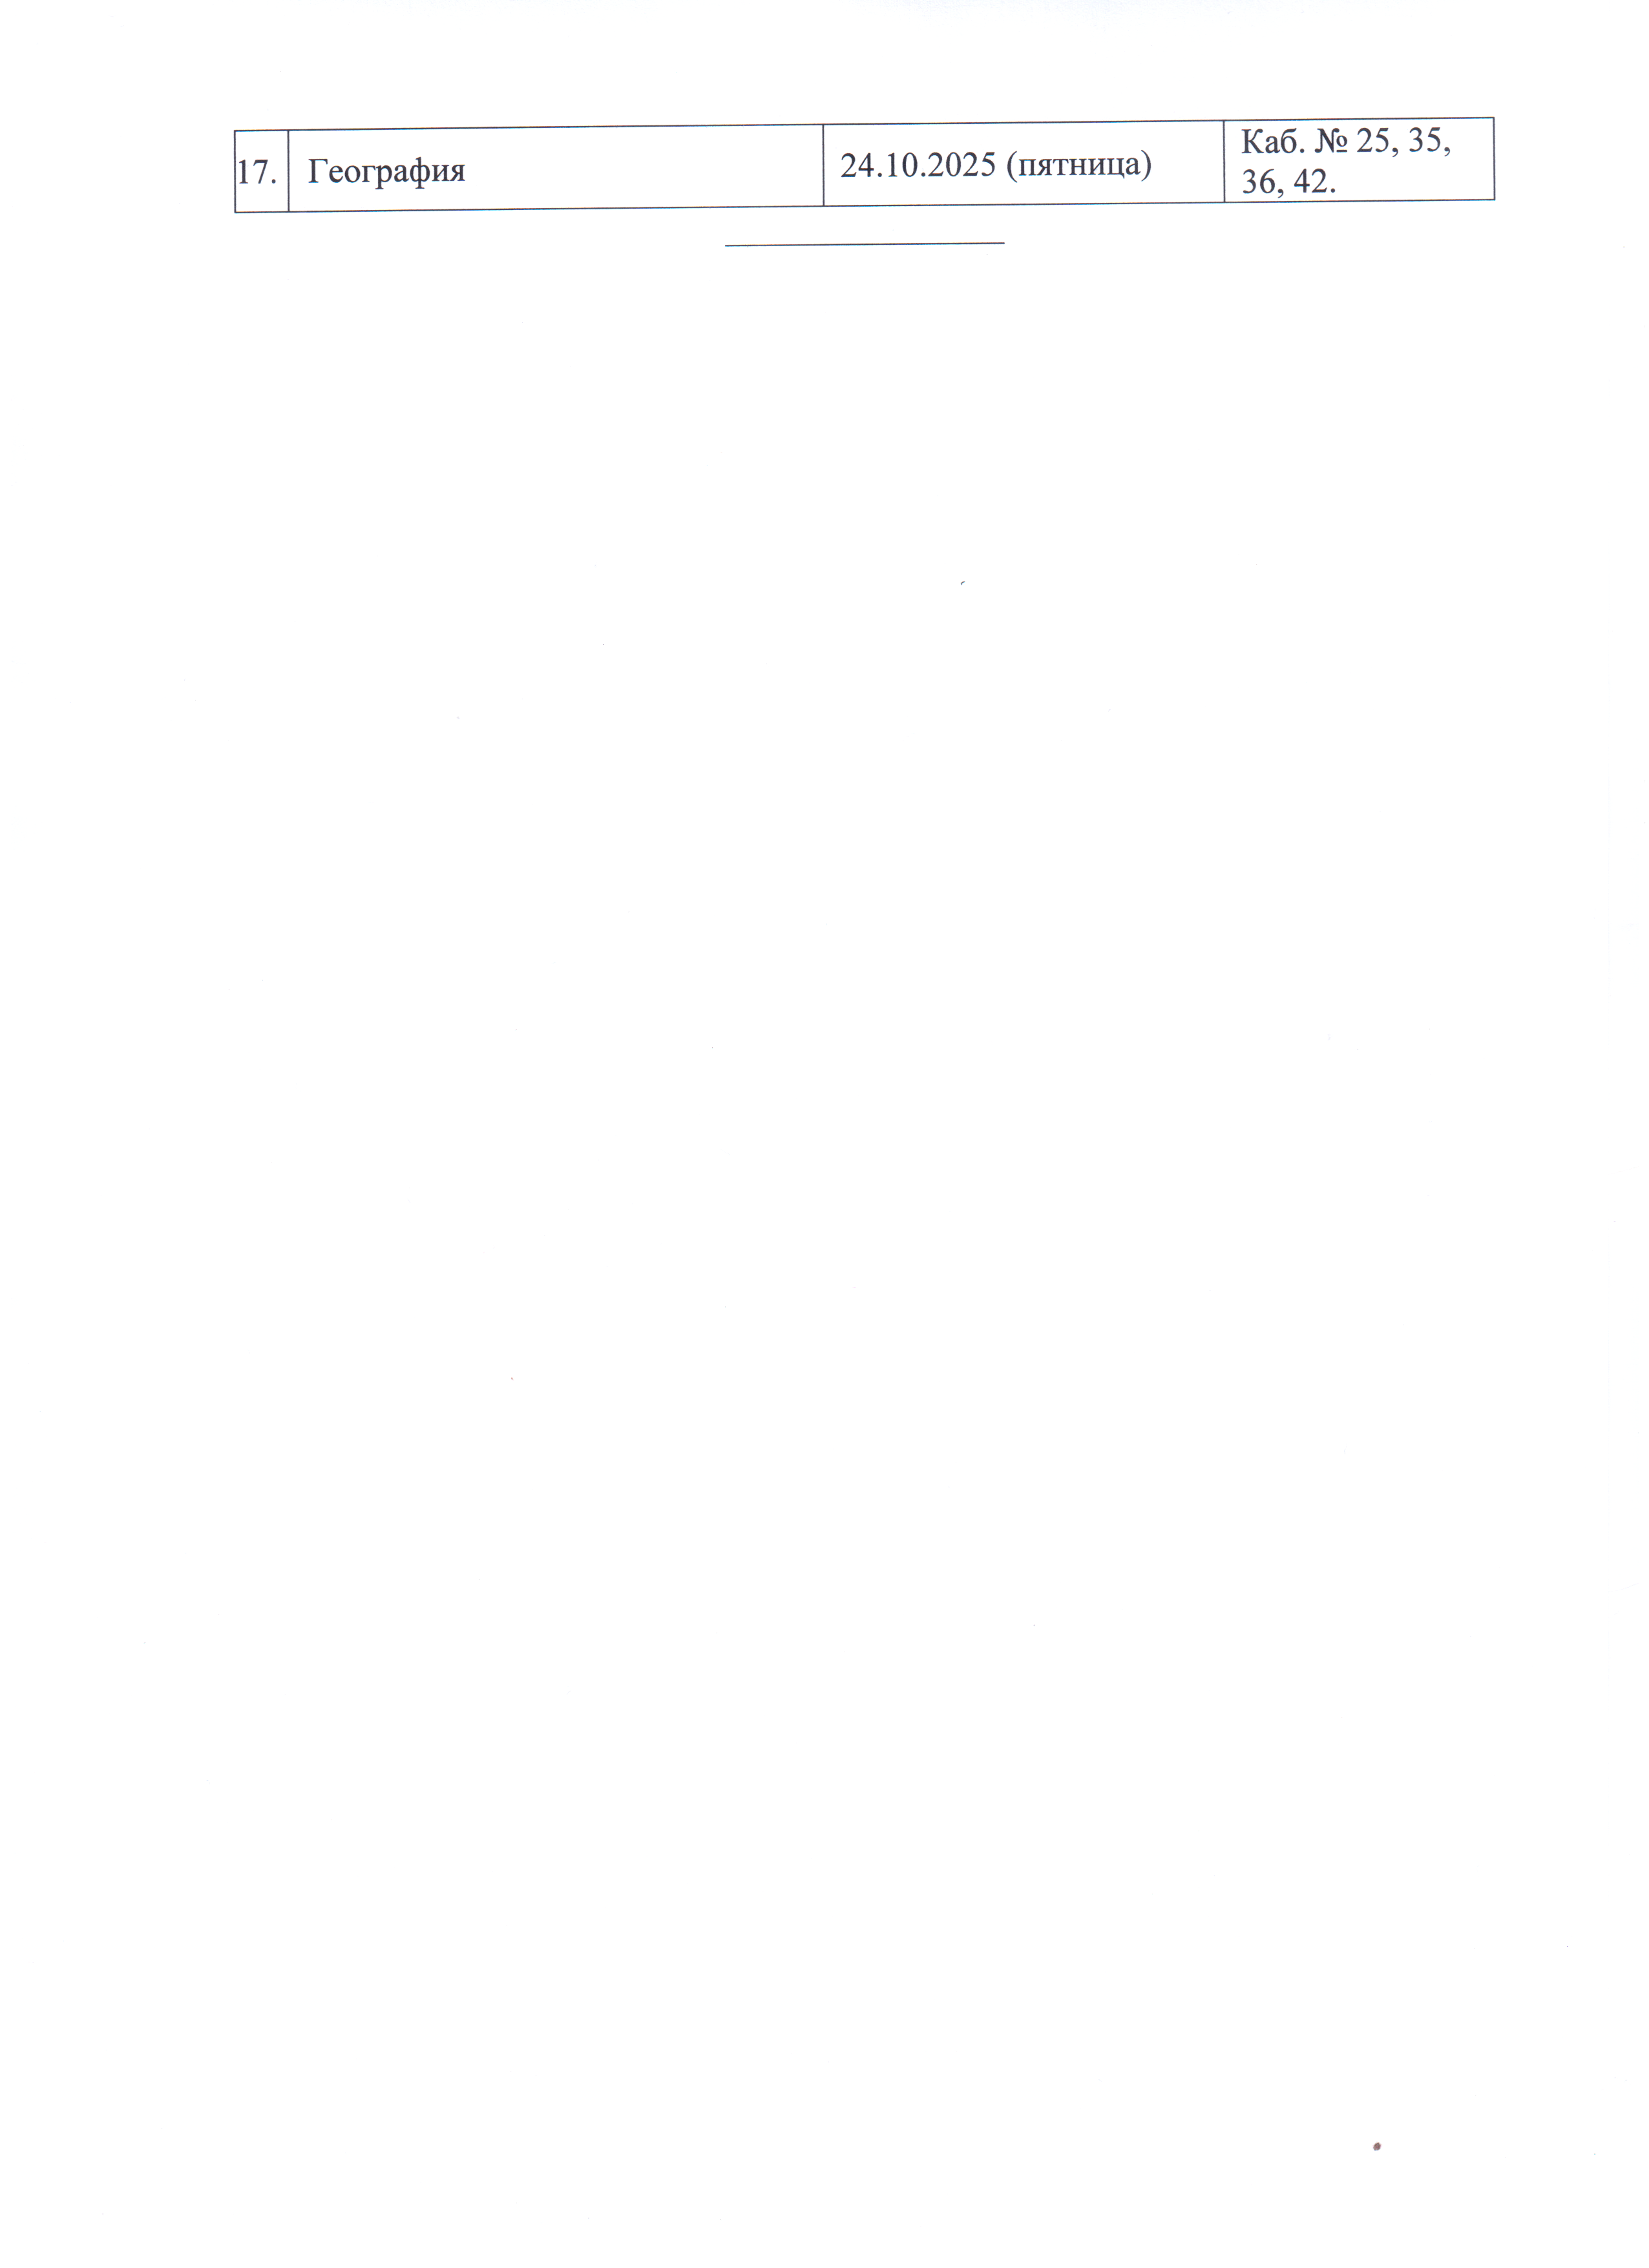 17. География 24.10.2025 (пятница) Каб. № 25, 35,
36, 42.